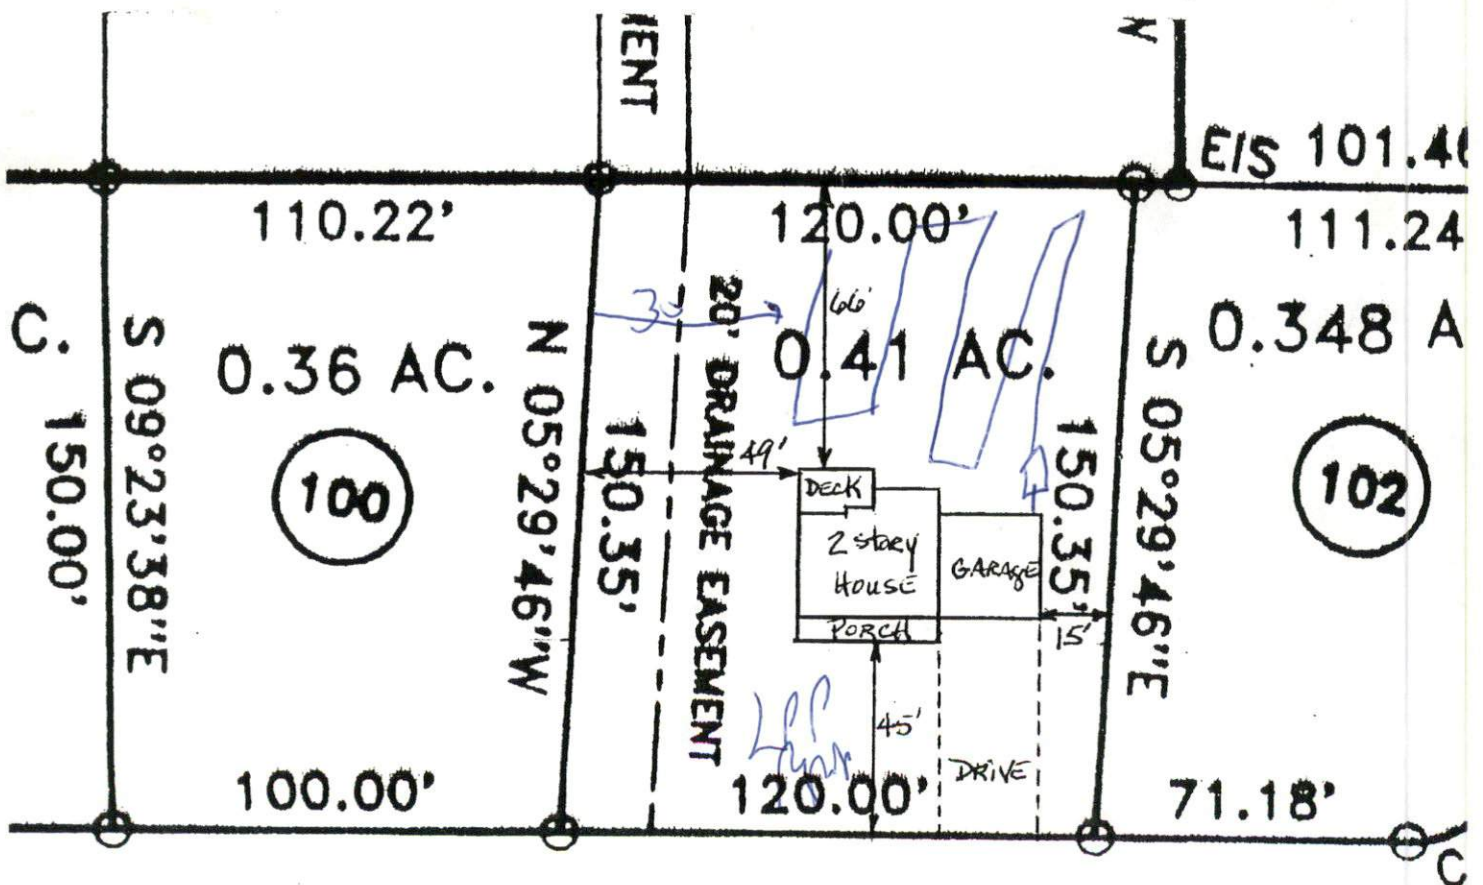 MENT
N
EIS 101.4
110.22'
120.00'
111.24
20' DRAINAGE EASEMENT
30
66'
C.
S 09°23'38"E
150.00'
0.36 AC.
N 05°29'46"W
150.35'
0.41 AC.
S 05°29'46"E
150.35'
0.348 A
49'
100
DECK
102
2 story
HOUSE
GARAGE
PORCH
15'
45'
DRIVE
100.00'
120.00'
71.18'
C